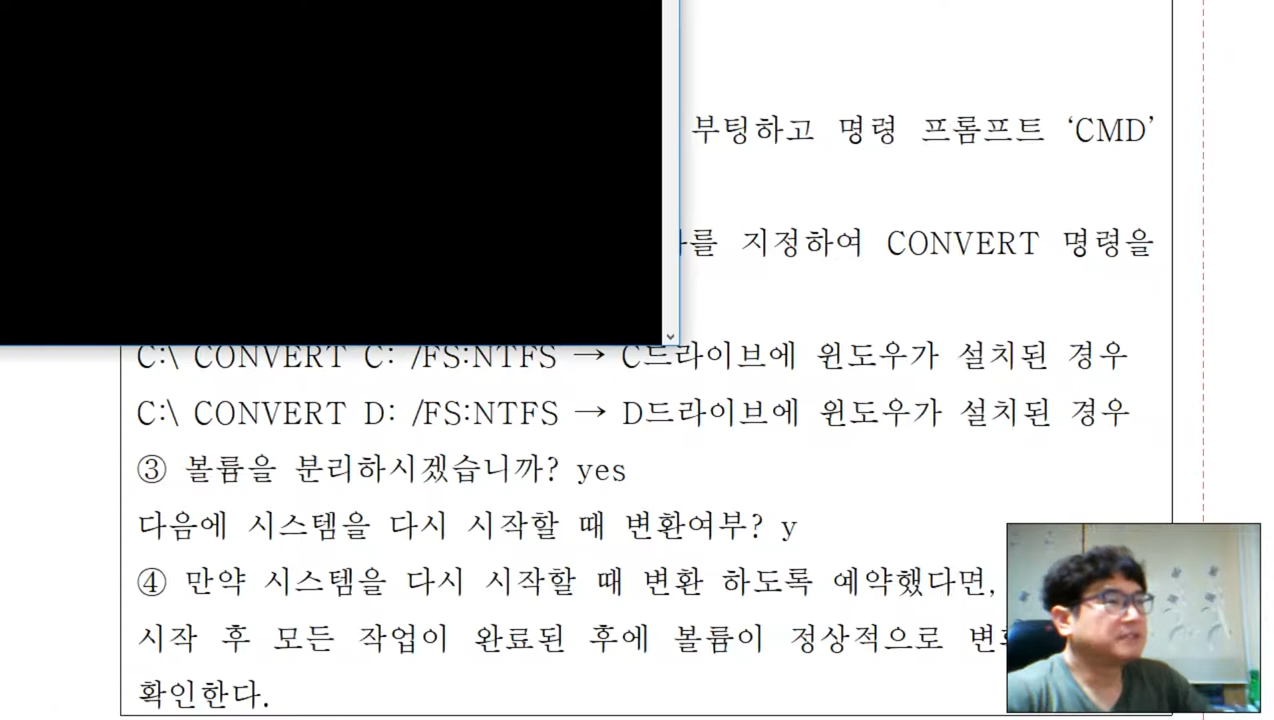 부팅하고 명령 프롬프트 ‘CMD’
를 지정하여 CONVERT 명령을
C:\ CONVERT C: /FS:NTFS → C드라이브에 윈도우가 설치된 경우
C:\ CONVERT D: /FS:NTFS → D드라이브에 윈도우가 설치된 경우
③ 볼륨을 분리하시겠습니까? yes
다음에 시스템을 다시 시작할 때 변환여부? y
④ 만약 시스템을 다시 시작할 때 변환 하도록 예약했다면,
시작 후 모든 작업이 완료된 후에 볼륨이 정상적으로
확인한다.